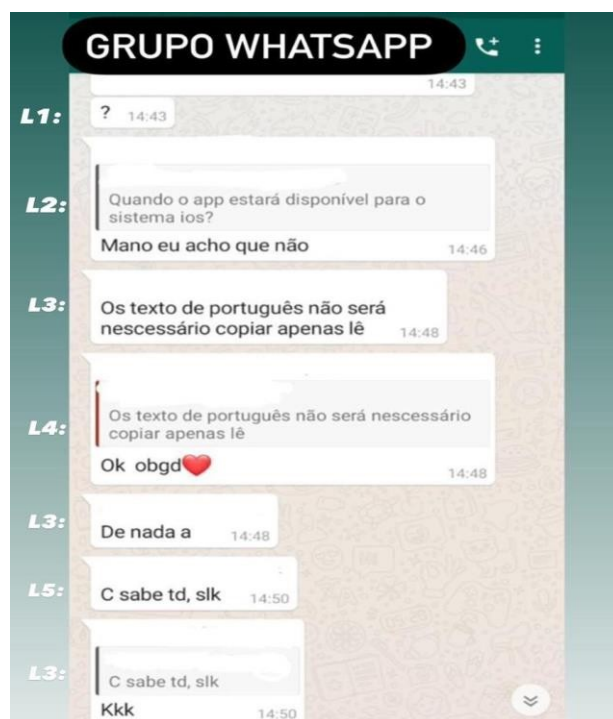 GRUPO WHATSAPP
14:43
L1:
? 14:43
L2:
Quando o app estará disponível para o
sistema ios?
Mano eu acho que não 14:46
L3:
Os texto de português não será
nescessário copiar apenas lê 14:48
L4:
Os texto de português não será nescessário
copiar apenas lê
Ok obgd❤️ 14:48
L3:
De nada a 14:48
L5:
C sabe td, slk 14:50
L3:
C sabe td, slk
Kkk 14:50